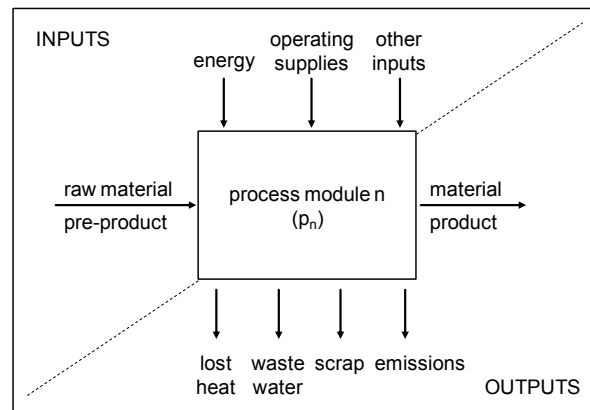 INPUTS
energy
operating
supplies
other
inputs
raw material
pre-product
process module n
(pn)
material
product
lost
heat
waste
water
scrap
emissions
OUTPUTS